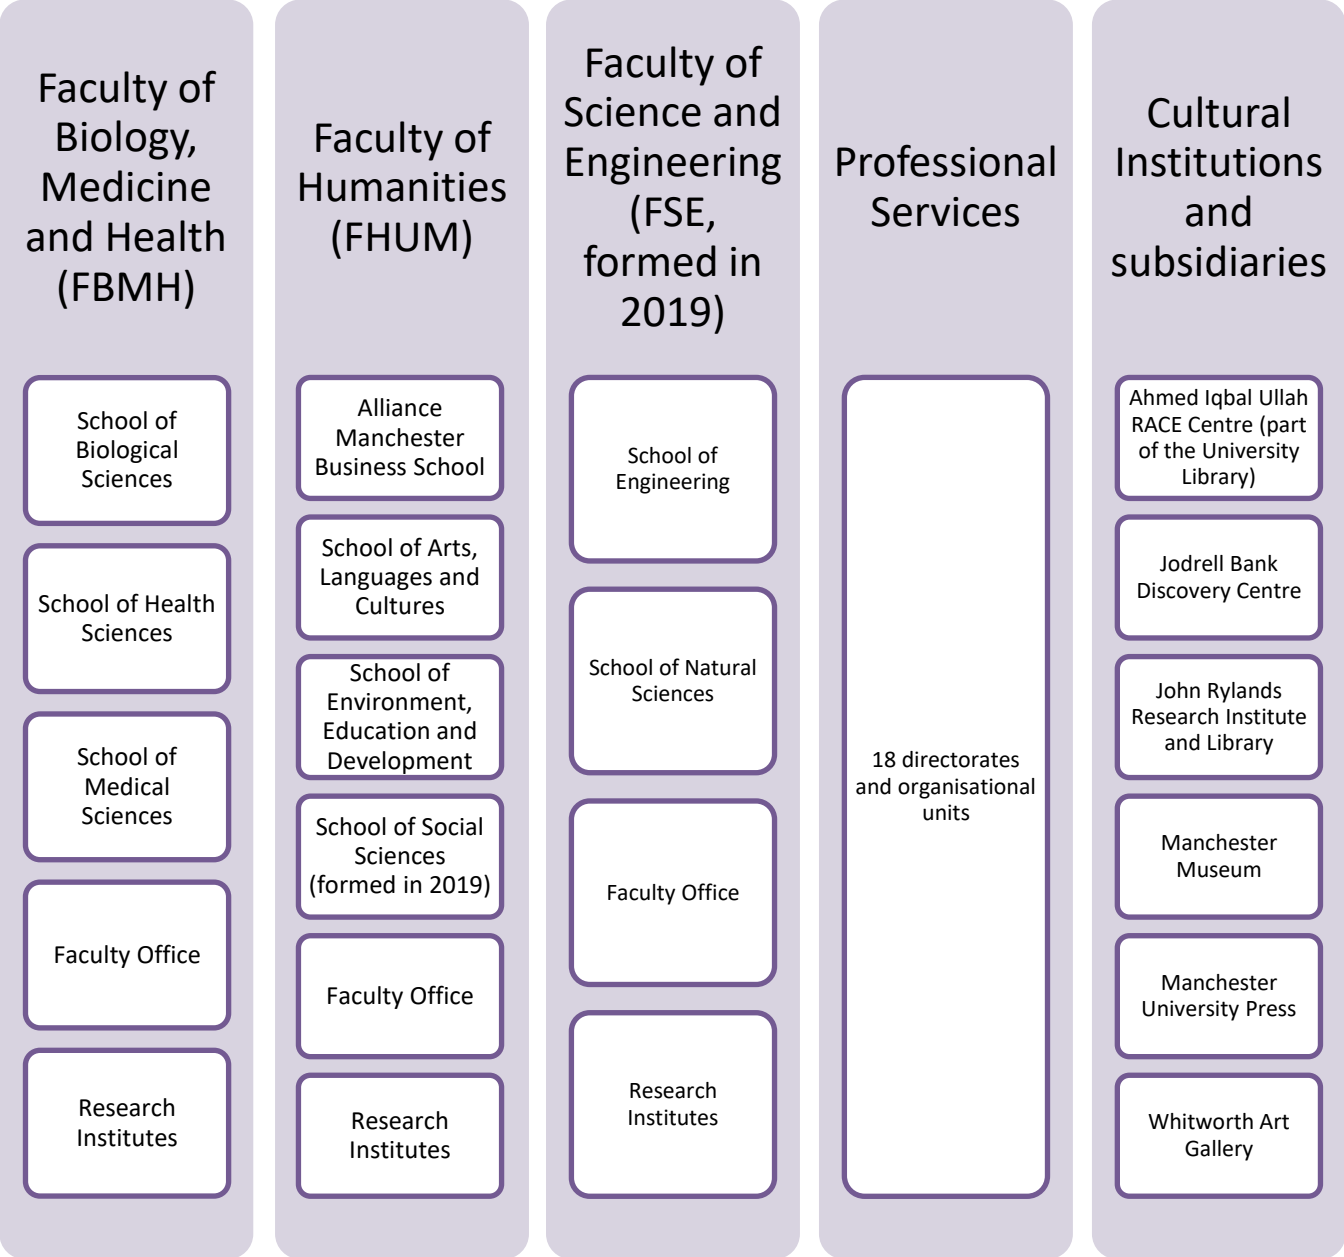 Faculty of
Biology,
Medicine
and Health
(FBMH)
School of
Biological
Sciences
School of Health
Sciences
School of
Medical
Sciences
Faculty Office
Research
Institutes
Faculty of
Humanities
(FHUM)
Alliance
Manchester
Business School
School of Arts,
Languages and
Cultures
School of
Environment,
Education and
Development
School of Social
Sciences
(formed in 2019)
Faculty Office
Research
Institutes
Faculty of
Science and
Engineering
(FSE,
formed in
2019)
School of
Engineering
School of Natural
Sciences
Faculty Office
Research
Institutes
Professional
Services
18 directorates
and organisational
units
Cultural
Institutions
and
subsidiaries
Ahmed Iqbal Ullah
RACE Centre (part
of the University
Library)
Jodrell Bank
Discovery Centre
John Rylands
Research Institute
and Library
Manchester
Museum
Manchester
University Press
Whitworth Art
Gallery